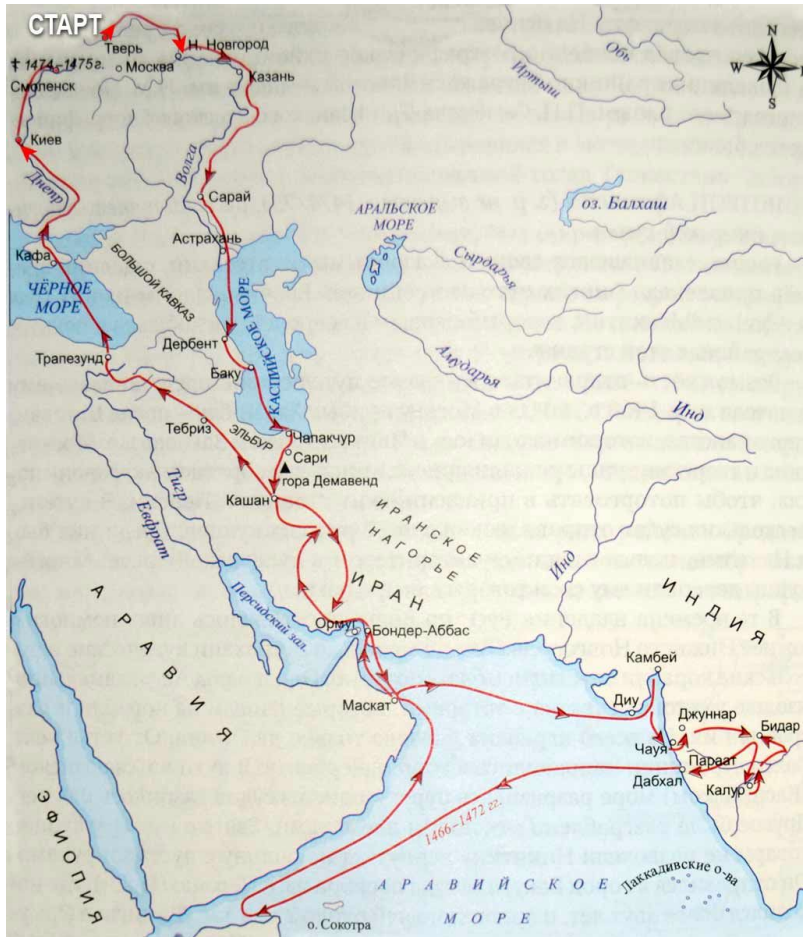 СТАРТ
Тверь
Н. Новгород
Москва
Казань
† 1474–1475г.
Смоленск
Киев
Днепр
Волга
Сарай
Астрахань
Обь
Иртыш
N
W
E
S
оз. Балхаш
АРАЛЬСКОЕ
МОРЕ
Сырдарья
Амударья
Кафа
ЧЁРНОЕ
МОРЕ
БОЛЬШОЙ КАВКАЗ
КАСПИЙСКОЕ МОРЕ
Дербент
Баку
Трапезунд
Тебриз
ЭЛЬБУР
Чапакчур
Сари
гора Демавенд
Кашан
Тигр
Евфрат
ИРАНСКОЕ
НАГОРЬЕ
ИРАН
Инд
Инд
ИНДИЯ
Персидский зал.
Ормуз
Бондер-Аббас
Маскат
АРАВИЯ
Камбей
Диу
Джуннар
Бидар
Чауя
Параат
Дабхал
Калур
1466–1472 гг.
ЭФИОПИЯ
АРАВИЙСКОЕ
МОРЕ
Лаккадивские о-ва
о. Сокотра